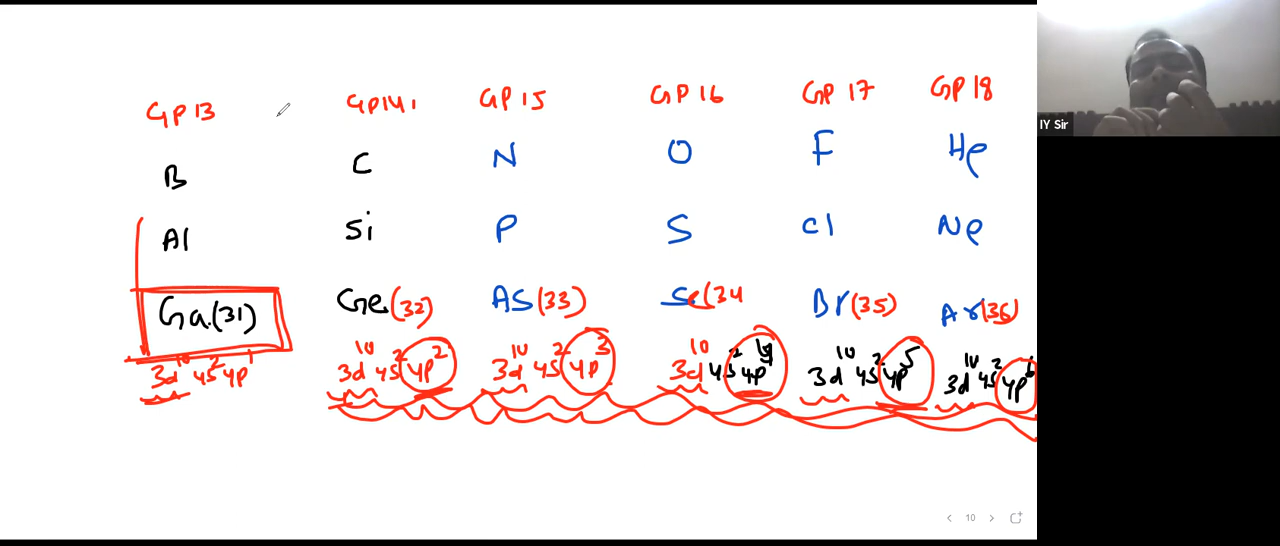 GP 13 GP 14 GP 15 GP 16 GP 17 GP 18
B C N O F He
Al Si P S Cl Ne
Ga (31) Ge (32) As (33) Se (34 Br (35) Ar (36)
3d¹⁰ 4s² 4p¹ 3d¹⁰ 4s² 4p² 3d¹⁰ 4s² 4p³ 3d¹⁰ 4s² 4p⁴ 3d¹⁰ 4s² 4p⁵ 3d¹⁰ 4s² 4p⁶
IY Sir
10